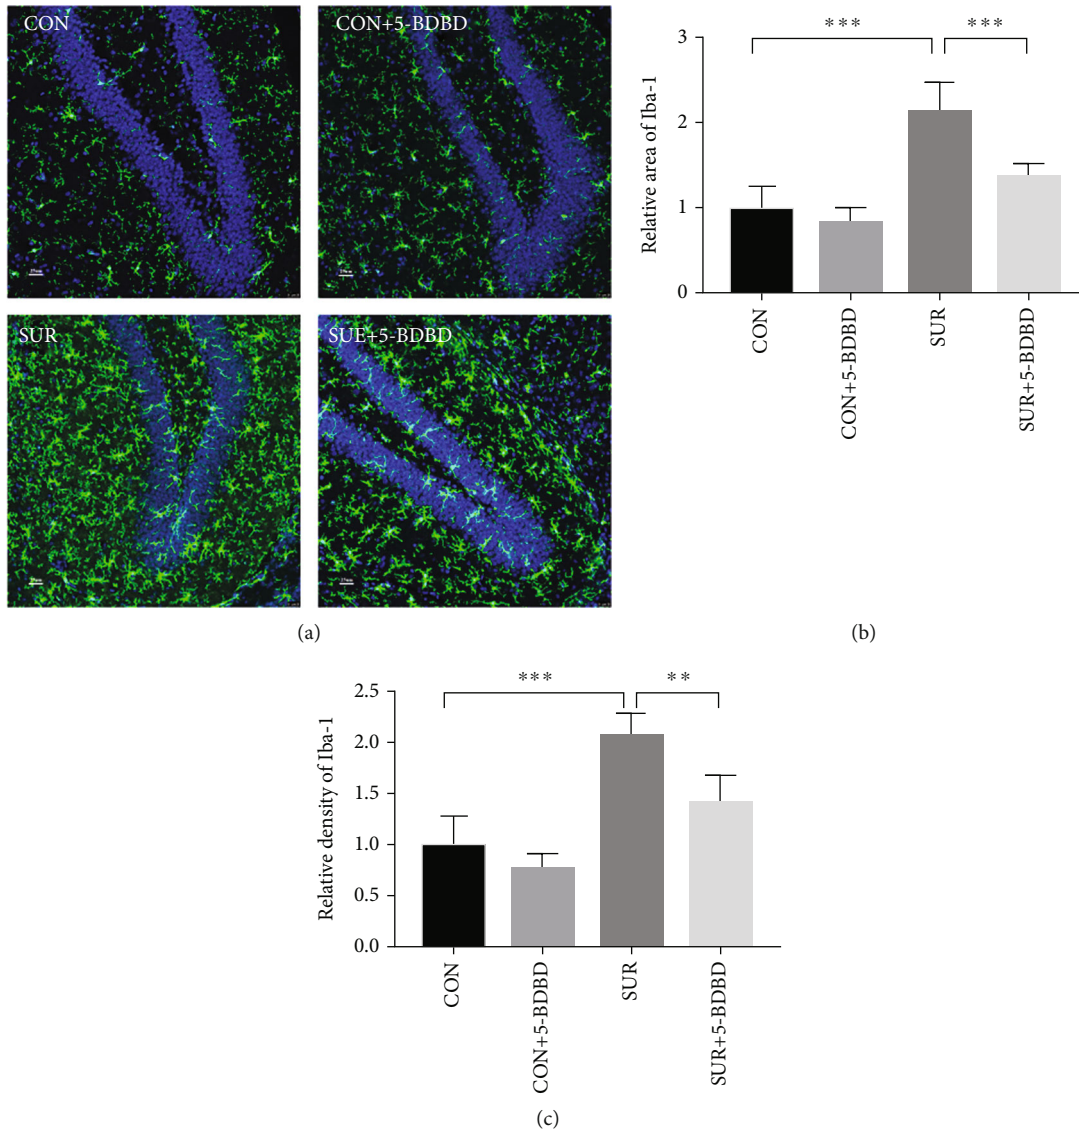 CON
CON+5-BDBD
SUR
SUE+5-BDBD
(a)
Relative area of Iba-1
3
2
1
0
***
***
CON
CON+5-BDBD
SUR
SUR+5-BDBD
(b)
Relative density of Iba-1
2.5
2.0
1.5
1.0
0.5
0.0
***
**
CON
CON+5-BDBD
SUR
SUR+5-BDBD
(c)